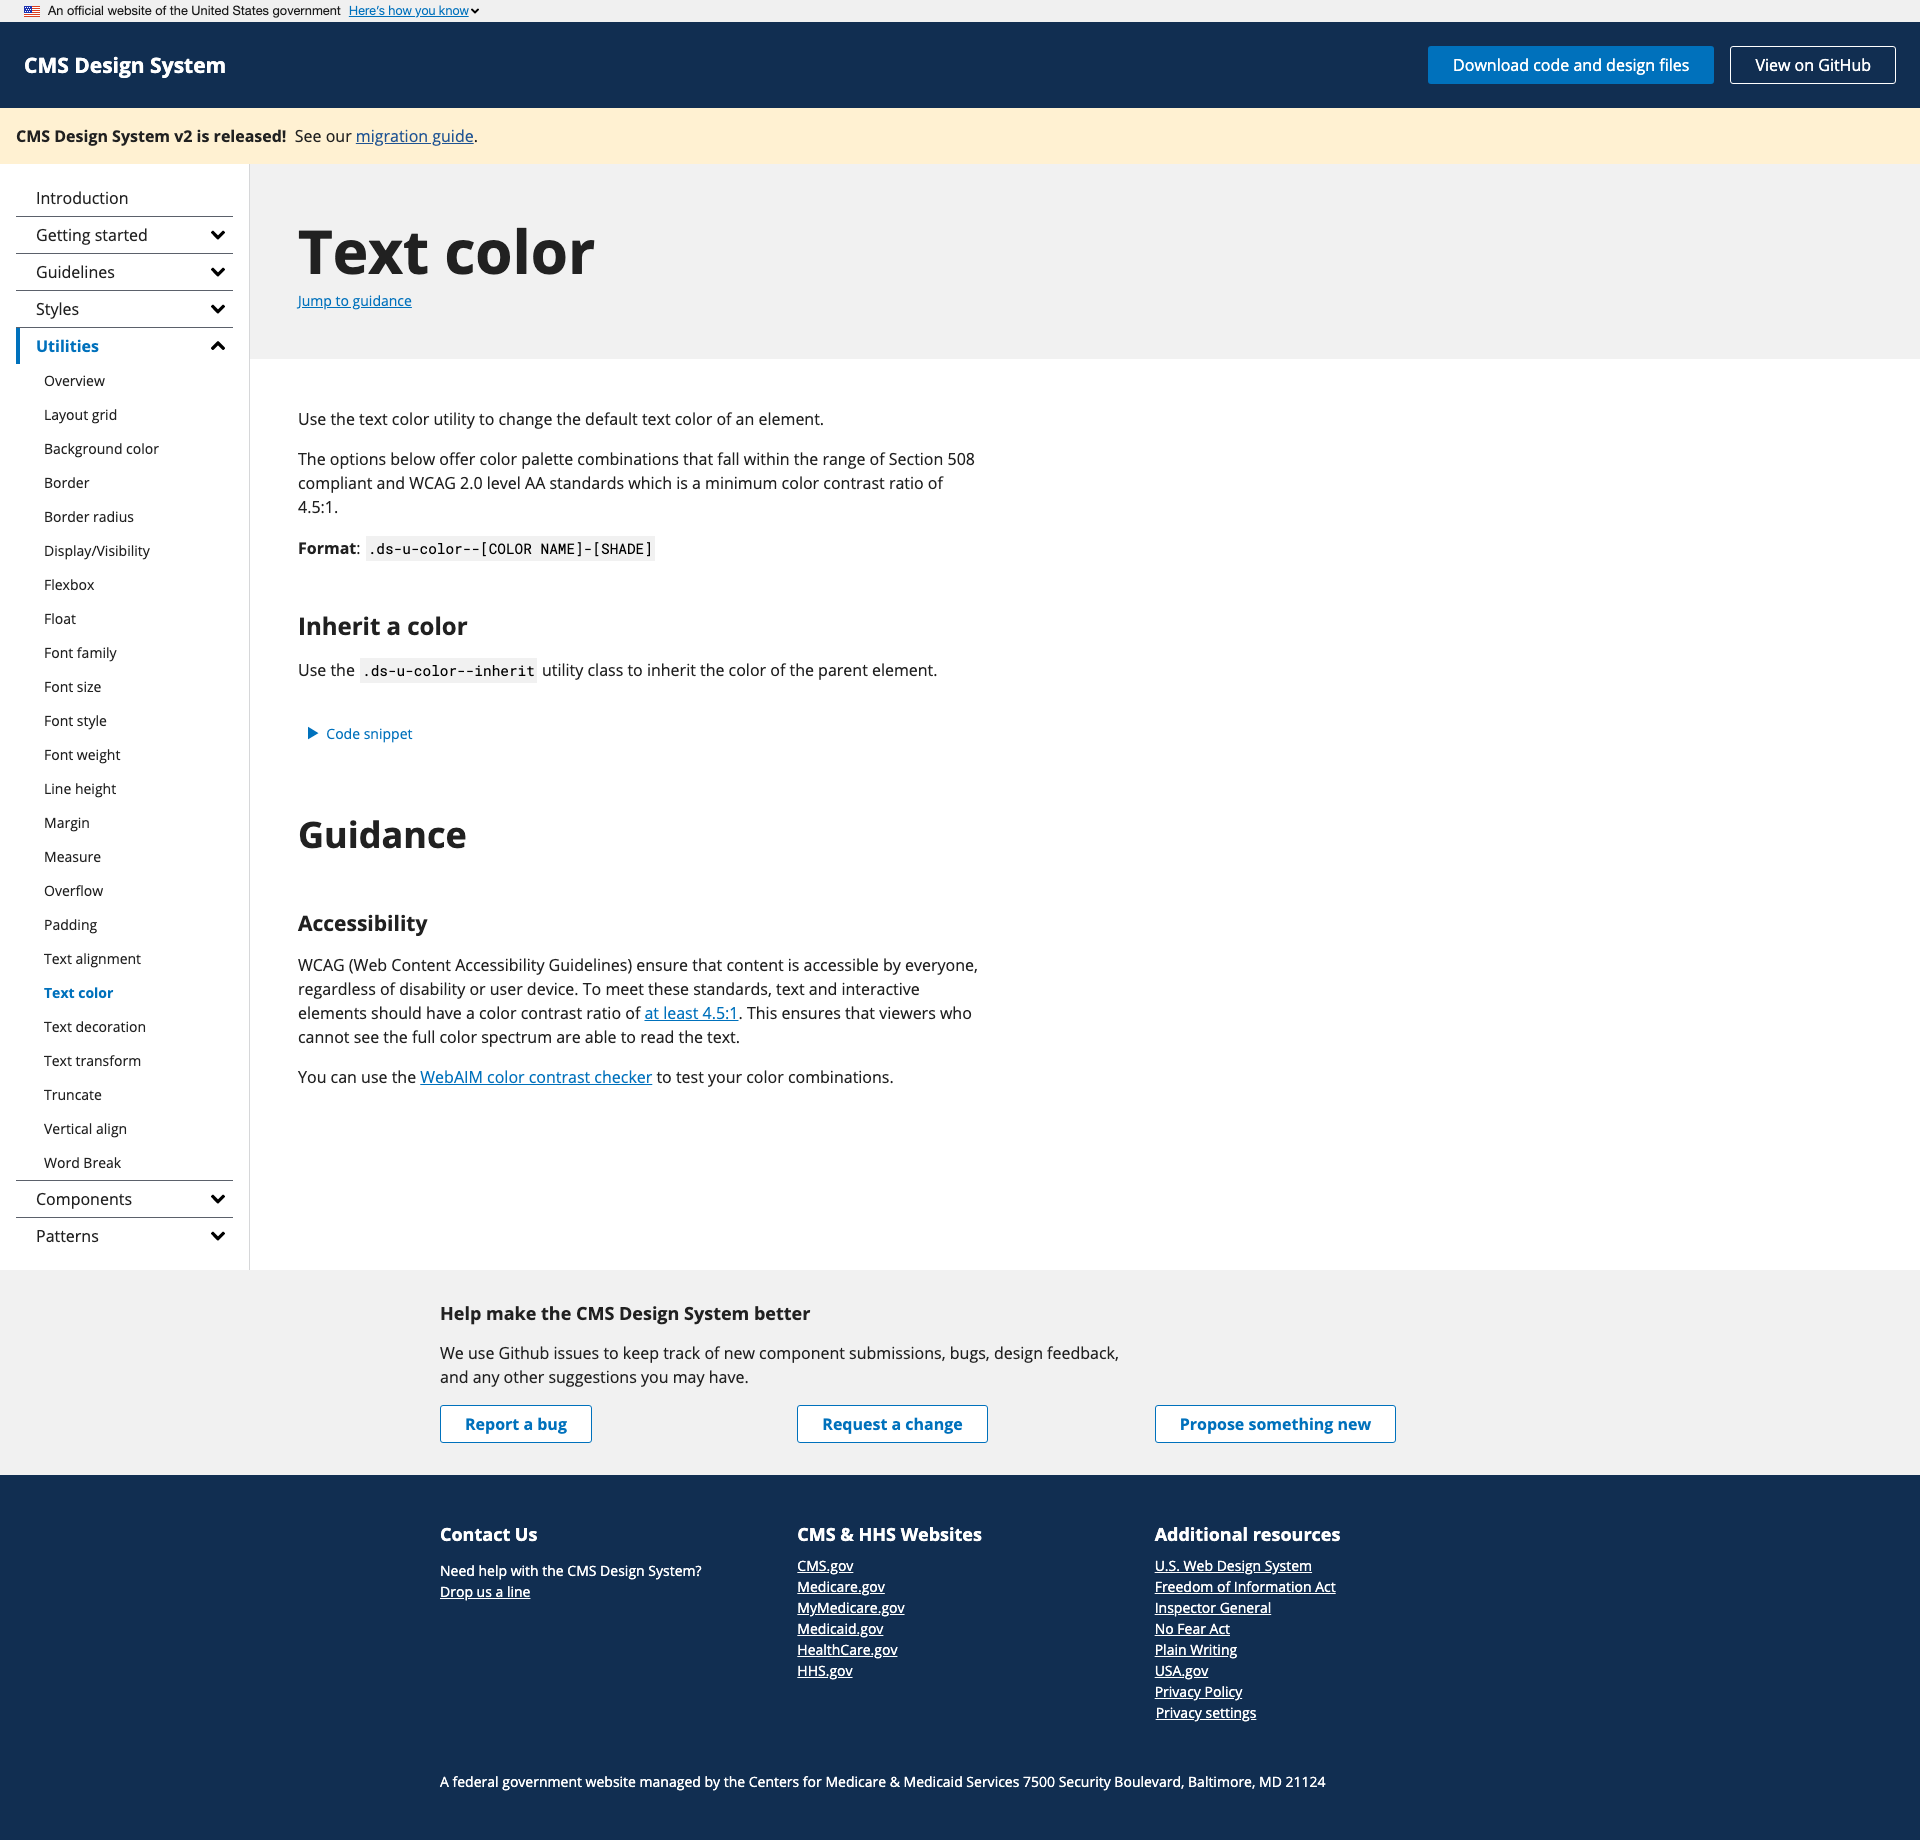 An official website of the United States government Here's how you know
CMS Design System
Download code and design files
View on GitHub
CMS Design System v2 is released! See our migration guide.
Introduction
Getting started
Guidelines
Styles
Utilities
Overview
Layout grid
Background color
Border
Border radius
Display/Visibility
Flexbox
Float
Font family
Font size
Font style
Font weight
Line height
Margin
Measure
Overflow
Padding
Text alignment
Text color
Text decoration
Text transform
Truncate
Vertical align
Word Break
Components
Patterns
Text color
Jump to guidance
Use the text color utility to change the default text color of an element.
The options below offer color palette combinations that fall within the range of Section 508
compliant and WCAG 2.0 level AA standards which is a minimum color contrast ratio of
4.5:1.
Format: .ds-u-color--[COLOR NAME]-[SHADE]
Inherit a color
Use the .ds-u-color--inherit utility class to inherit the color of the parent element.
Code snippet
Guidance
Accessibility
WCAG (Web Content Accessibility Guidelines) ensure that content is accessible by everyone,
regardless of disability or user device. To meet these standards, text and interactive
elements should have a color contrast ratio of at least 4.5:1. This ensures that viewers who
cannot see the full color spectrum are able to read the text.
You can use the WebAIM color contrast checker to test your color combinations.
Help make the CMS Design System better
We use Github issues to keep track of new component submissions, bugs, design feedback,
and any other suggestions you may have.
Report a bug
Request a change
Propose something new
Contact Us
Need help with the CMS Design System?
Drop us a line
CMS & HHS Websites
CMS.gov
Medicare.gov
MyMedicare.gov
Medicaid.gov
HealthCare.gov
HHS.gov
Additional resources
U.S. Web Design System
Freedom of Information Act
Inspector General
No Fear Act
Plain Writing
USA.gov
Privacy Policy
Privacy settings
A federal government website managed by the Centers for Medicare & Medicaid Services 7500 Security Boulevard, Baltimore, MD 21124